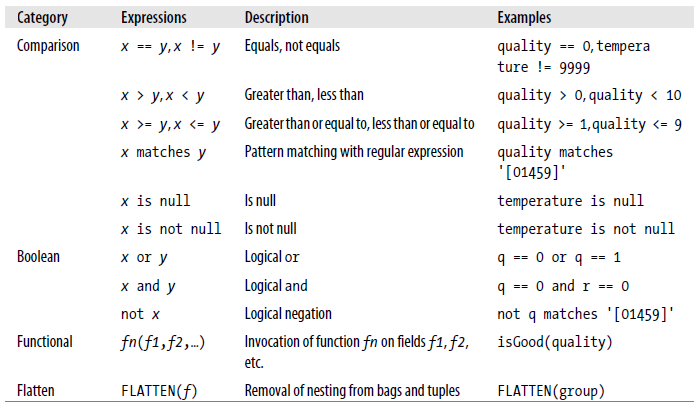 Category Expressions Description Examples
Comparison x == y, x != y Equals, not equals quality == 0, tempera
ture != 9999
x > y, x < y Greater than, less than quality > 0, quality < 10
x >= y, x <= y Greater than or equal to, less than or equal to quality >= 1, quality <= 9
x matches y Pattern matching with regular expression quality matches
'[01459]'
x is null Is null temperature is null
x is not null Is not null temperature is not null
Boolean x or y Logical or q == 0 or q == 1
x and y Logical and q == 0 and r == 0
not x Logical negation not q matches '[01459]'
Functional fn(f1,f2,…) Invocation of function fn on fields f1, f2, isGood(quality)
etc.
Flatten FLATTEN(f) Removal of nesting from bags and tuples FLATTEN(group)